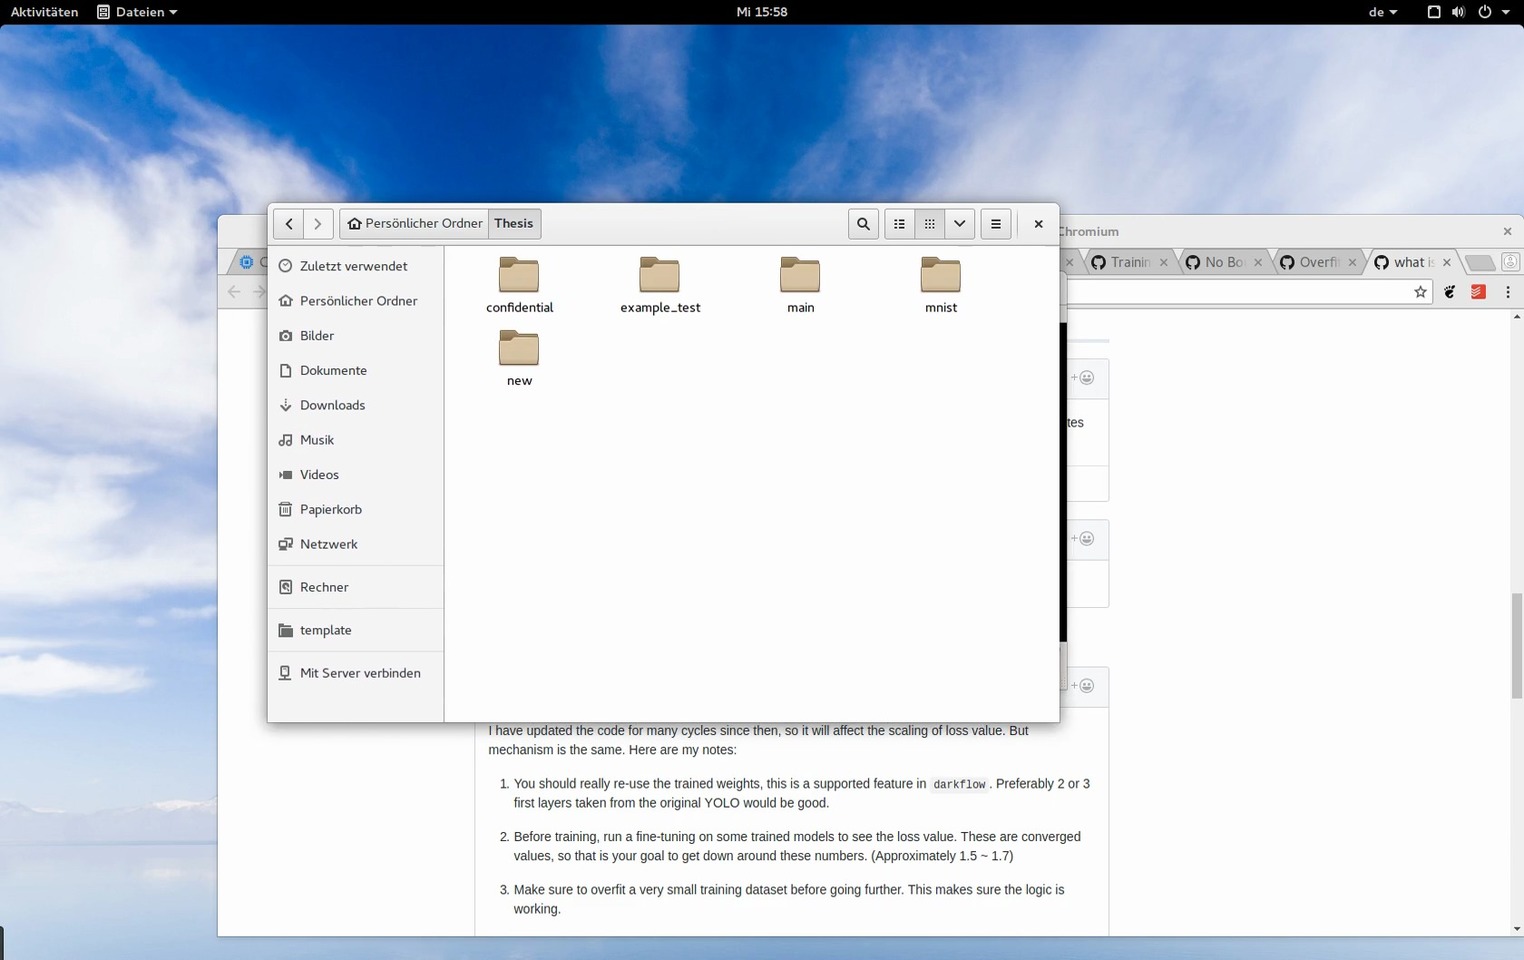 Aktivitäten
Dateien
Mi 15:58
de
Persönlicher Ordner
Thesis
Chromium
Zuletzt verwendet
Persönlicher Ordner
Bilder
Dokumente
Downloads
Musik
Videos
Papierkorb
Netzwerk
Rechner
template
Mit Server verbinden
confidential
example_test
main
mnist
new
Trainin
No Bo
Overfi
what is
tes
I have updated the code for many cycles since then, so it will affect the scaling of loss value. But
mechanism is the same. Here are my notes:
1. You should really re-use the trained weights, this is a supported feature in darkflow. Preferably 2 or 3
first layers taken from the original YOLO would be good.
2. Before training, run a fine-tuning on some trained models to see the loss value. These are converged
values, so that is your goal to get down around these numbers. (Approximately 1.5 ~ 1.7)
3. Make sure to overfit a very small training dataset before going further. This makes sure the logic is
working.